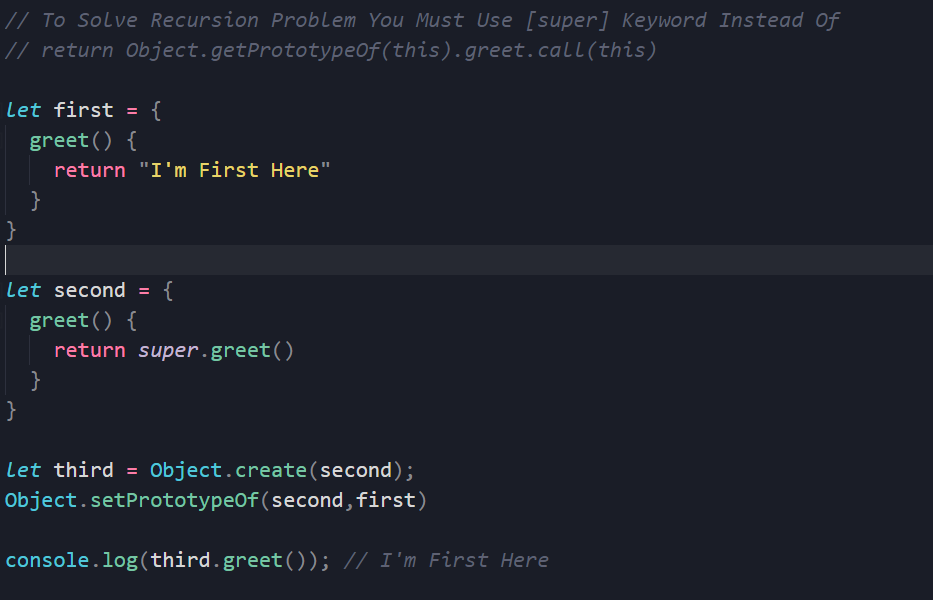 // To Solve Recursion Problem You Must Use [super] Keyword Instead Of
// return Object.getPrototypeOf(this).greet.call(this)
let first = {
greet() {
return "I'm First Here"
}
}
let second = {
greet() {
return super.greet()
}
}
let third = Object.create(second);
Object.setPrototypeOf(second,first)
console.log(third.greet()); // I'm First Here